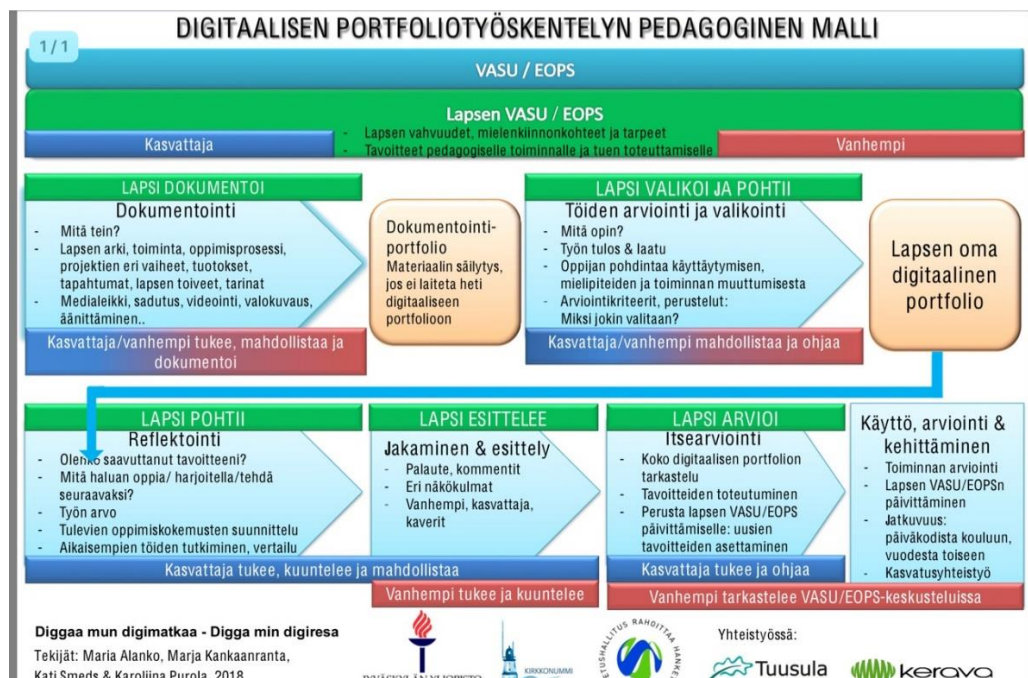 DIGITAALISEN PORTFOLIOTYÖSKENTELYN PEDAGOGINEN MALLI
1/1
VASU / EOPS
Lapsen VASU / EOPS
- Lapsen vahvuudet, mielenkiinnonkohteet ja tarpeet
- Tavoitteet pedagogiselle toiminnalle ja tuen toteuttamiselle
Kasvattaja
Vanhempi
LAPSI DOKUMENTOI
Dokumentointi
- Mitä tein?
- Lapsen arki, toiminta, oppimisprosessi,
projektien eri vaiheet, tuotokset,
tapahtumat, lapsen toiveet, tarinat
- Medialeikki, sadutus, videointi, valokuvaus,
äänittäminen..
Kasvattaja/vanhempi tukee, mahdollistaa ja
dokumentoi
Dokumentointi-
portfolio
Materiaalin säilytys,
jos ei laiteta heti
digitaaliseen
portfolioon
LAPSI VALIKOI JA POHTII
Töiden arviointi ja valikointi
- Mitä opin?
- Työn tulos & laatu
- Oppijan pohdintaa käyttäytymisen,
mielipiteiden ja toiminnan muuttumisesta
- Arviointikriteerit, perustelut:
Miksi jokin valitaan?
Kasvattaja/vanhempi mahdollistaa ja ohjaa
Lapsen oma
digitaalinen
portfolio
LAPSI POHTII
Reflektointi
- Olenko saavuttanut tavoitteeni?
- Mitä haluan oppia/ harjoitella/tehdä
seuraavaksi?
- Työn arvo
- Tulevien oppimiskokemusten suunnittelu
- Aikaisempien töiden tutkiminen, vertailu
LAPSI ESITTELEE
Jakaminen & esittely
- Palaute, kommentit
- Eri näkökulmat
- Vanhempi, kasvattaja,
kaverit
Kasvattaja tukee, kuuntelee ja mahdollistaa
Vanhempi tukee ja kuuntelee
LAPSI ARVIOI
Itsearviointi
- Koko digitaalisen portfolion
tarkastelu
- Tavoitteiden toteutuminen
- Perusta lapsen VASU/EOPS
päivittämiselle: uusien
tavoitteiden asettaminen
Kasvattaja tukee ja ohjaa
Käyttö, arviointi &
kehittäminen
- Toiminnan arviointi
- Lapsen VASU/EOPSn
päivittäminen
- Jatkuvuus:
päiväkodista kouluun,
vuodesta toiseen
- Kasvatusyhteistyö
Vanhempi tarkastelee VASU/EOPS-keskusteluissa
Diggaa mun digimatkaa - Digga min digiresa
Tekijät: Maria Alanko, Marja Kankaanranta,
Kati Smeds & Karoliina Purola, 2018
KIRKKONUMMI
RAHOITTAA
Yhteistyössä:
Tuusula
kerava